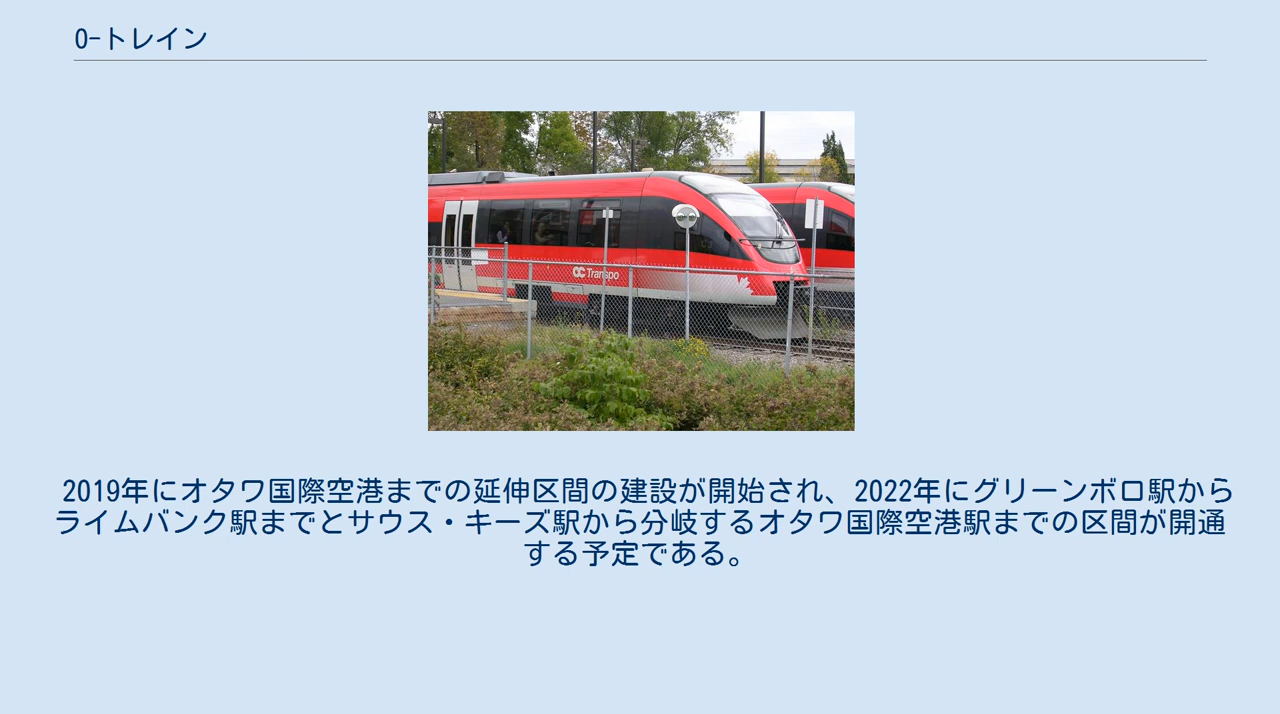 O-トレイン
OC Transpo
2019年にオタワ国際空港までの延伸区間の建設が開始され、2022年にグリーンボロ駅から
ライムバンク駅までとサウス・キーズ駅から分岐するオタワ国際空港駅までの区間が開通
する予定である。